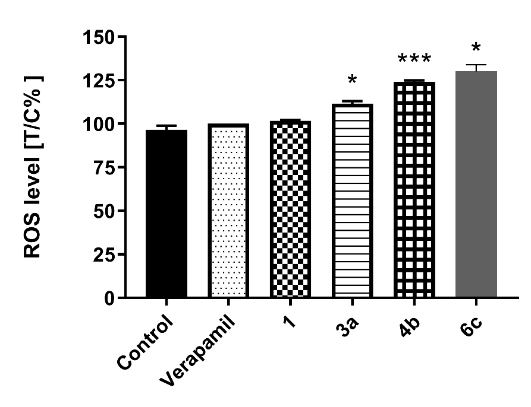 ROS level [T/C% ]
150
125
100
75
50
25
0
*
***
*
Control
Verapamil
1
3a
4b
6c